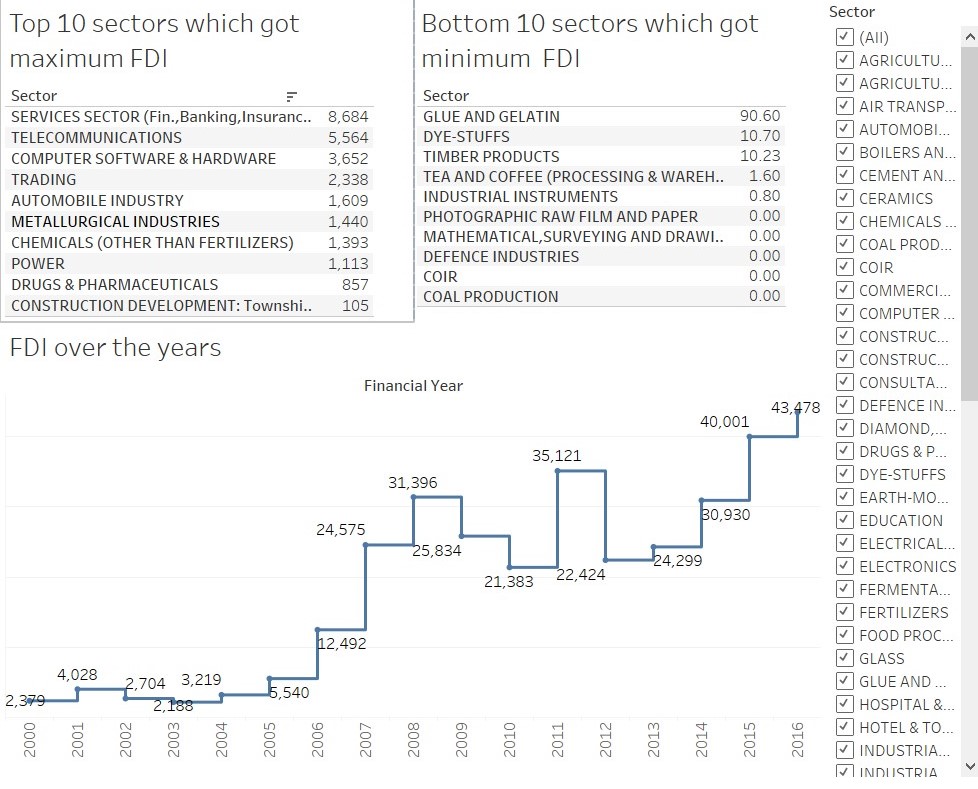 Top 10 sectors which got
maximum FDI
Sector
SERVICES SECTOR (Fin.,Banking,Insuranc.. 8,684
TELECOMMUNICATIONS 5,564
COMPUTER SOFTWARE & HARDWARE 3,652
TRADING 2,338
AUTOMOBILE INDUSTRY 1,609
METALLURGICAL INDUSTRIES 1,440
CHEMICALS (OTHER THAN FERTILIZERS) 1,393
POWER 1,113
DRUGS & PHARMACEUTICALS 857
CONSTRUCTION DEVELOPMENT: Townshi.. 105
Bottom 10 sectors which got
minimum FDI
Sector
GLUE AND GELATIN 90.60
DYE-STUFFS 10.70
TIMBER PRODUCTS 10.23
TEA AND COFFEE (PROCESSING & WAREH.. 1.60
INDUSTRIAL INSTRUMENTS 0.80
PHOTOGRAPHIC RAW FILM AND PAPER 0.00
MATHEMATICAL,SURVEYING AND DRAWI.. 0.00
DEFENCE INDUSTRIES 0.00
COIR 0.00
COAL PRODUCTION 0.00
FDI over the years
Financial Year
2,379
4,028
2,704
2,188
3,219
5,540
12,492
24,575
31,396
25,834
21,383
35,121
22,424
24,299
30,930
40,001
43,478
2000
2001
2002
2003
2004
2005
2006
2007
2008
2009
2010
2011
2012
2013
2014
2015
2016
Sector
(All)
AGRICULTU...
AGRICULTU...
AIR TRANSP...
AUTOMOBI...
BOILERS AN...
CEMENT AN...
CERAMICS
CHEMICALS ...
COAL PROD...
COIR
COMMERCI...
COMPUTER ...
CONSTRUC...
CONSTRUC...
CONSULTA...
DEFENCE IN...
DIAMOND,...
DRUGS & P...
DYE-STUFFS
EARTH-MO...
EDUCATION
ELECTRICAL...
ELECTRONICS
FERMENTA...
FERTILIZERS
FOOD PROC...
GLASS
GLUE AND ...
HOSPITAL &...
HOTEL & TO...
INDUSTRIA...
INDUSTRIA